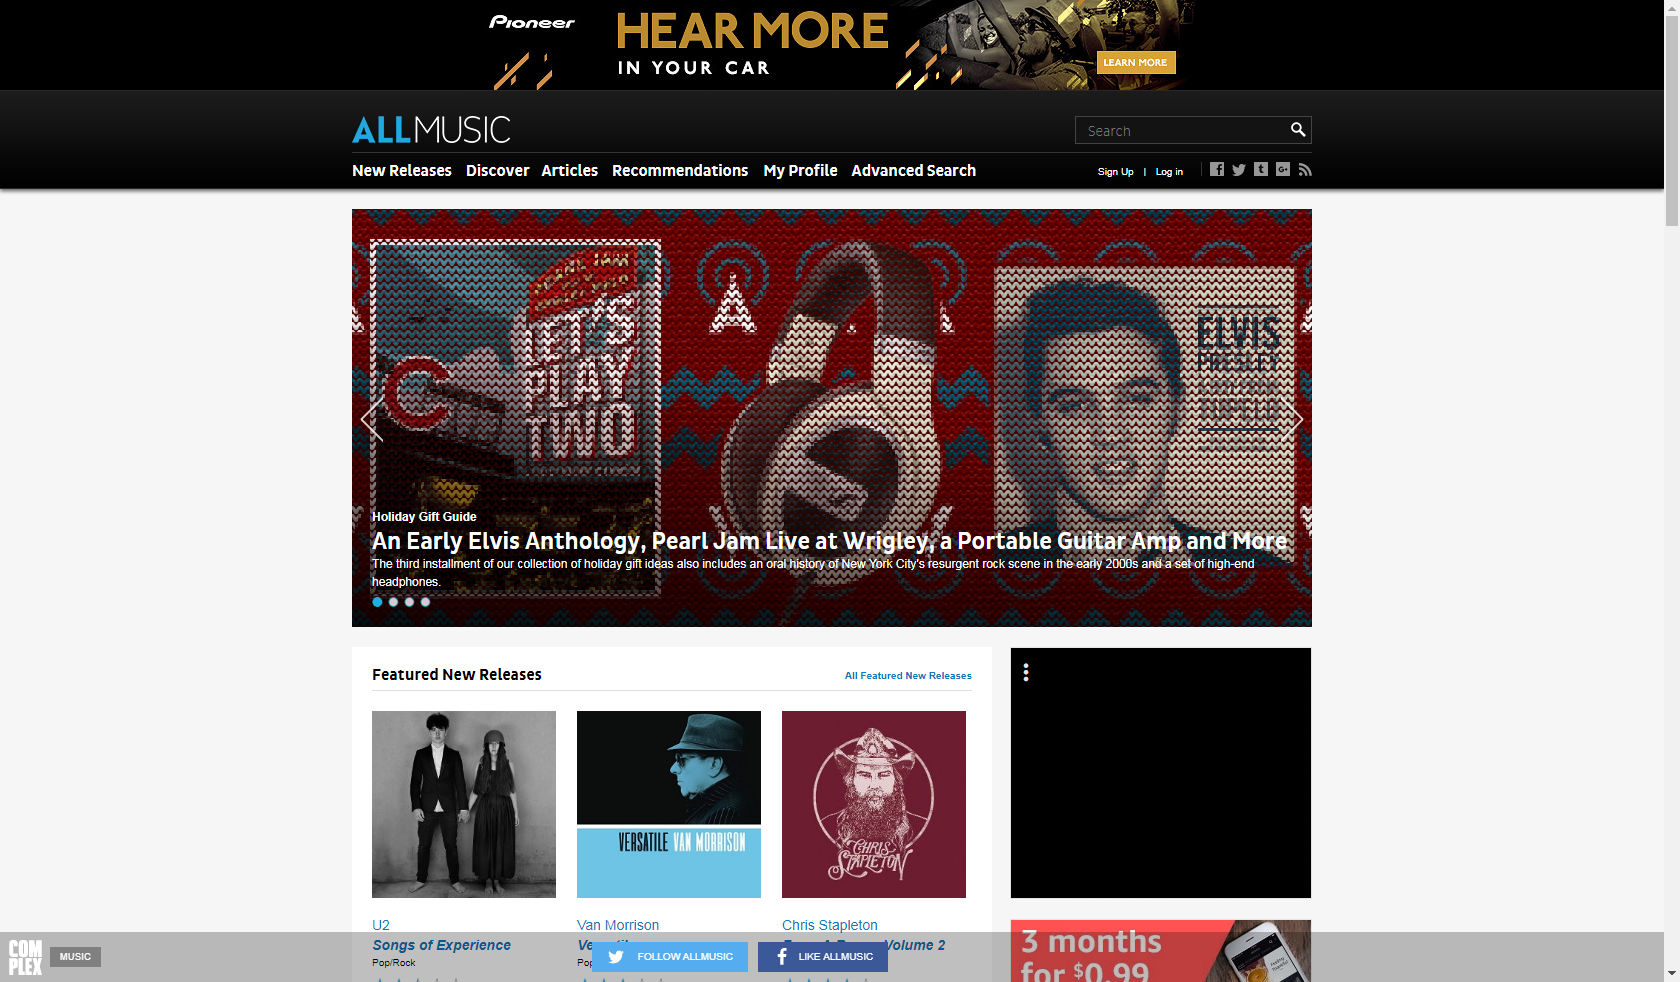 Pioneer
HEAR MORE
IN YOUR CAR
LEARN MORE
ALLMUSIC
Search
New Releases Discover Articles Recommendations My Profile Advanced Search
Sign Up | Log in
LET'S
PLAY
TWO
ELVIS
PRESLEY
Holiday Gift Guide
An Early Elvis Anthology, Pearl Jam Live at Wrigley, a Portable Guitar Amp and More
The third installment of our collection of holiday gift ideas also includes an oral history of New York City's resurgent rock scene in the early 2000s and a set of high-end
headphones.
Featured New Releases
All Featured New Releases
VERSATILE VAN MORRISON
CHRIS
STAPLETON
U2
Songs of Experience
Pop/Rock
Van Morrison
Chris Stapleton
Volume 2
3 months
for $0.99
COM
PLEX
MUSIC
FOLLOW ALLMUSIC
LIKE ALLMUSIC